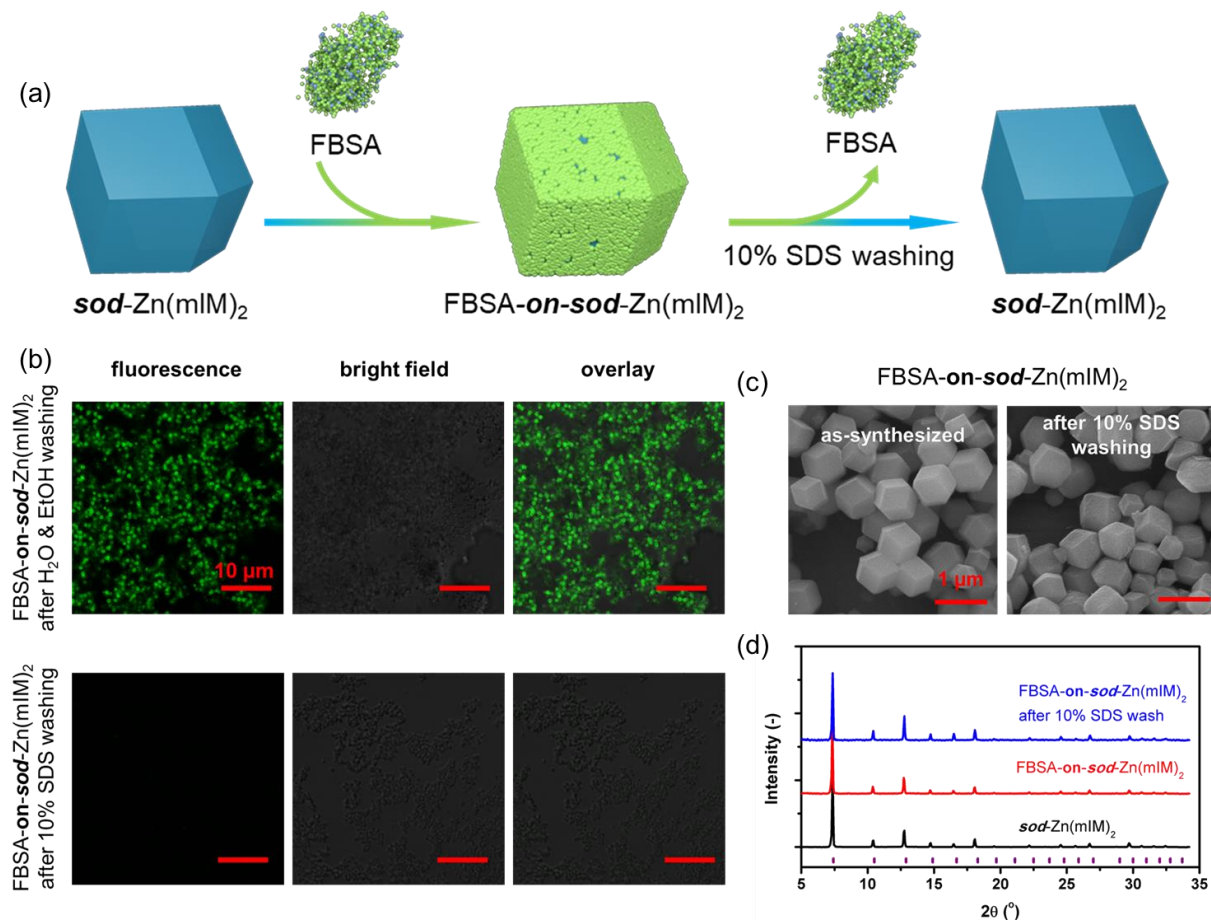 (a)
FBSA
FBSA
10% SDS washing
sod-Zn(mIM)₂
FBSA-on-sod-Zn(mIM)₂
sod-Zn(mIM)₂
(b)
fluorescence
bright field
overlay
FBSA-on-sod-Zn(mIM)₂
after H₂O & EtOH washing
10 μm
FBSA-on-sod-Zn(mIM)₂
after 10% SDS washing
(c)
FBSA-on-sod-Zn(mIM)₂
as-synthesized
1 μm
after 10% SDS
washing
(d)
Intensity (-)
FBSA-on-sod-Zn(mIM)₂
after 10% SDS wash
FBSA-on-sod-Zn(mIM)₂
sod-Zn(mIM)₂
5 10 15 20 25 30 35
2θ (°)